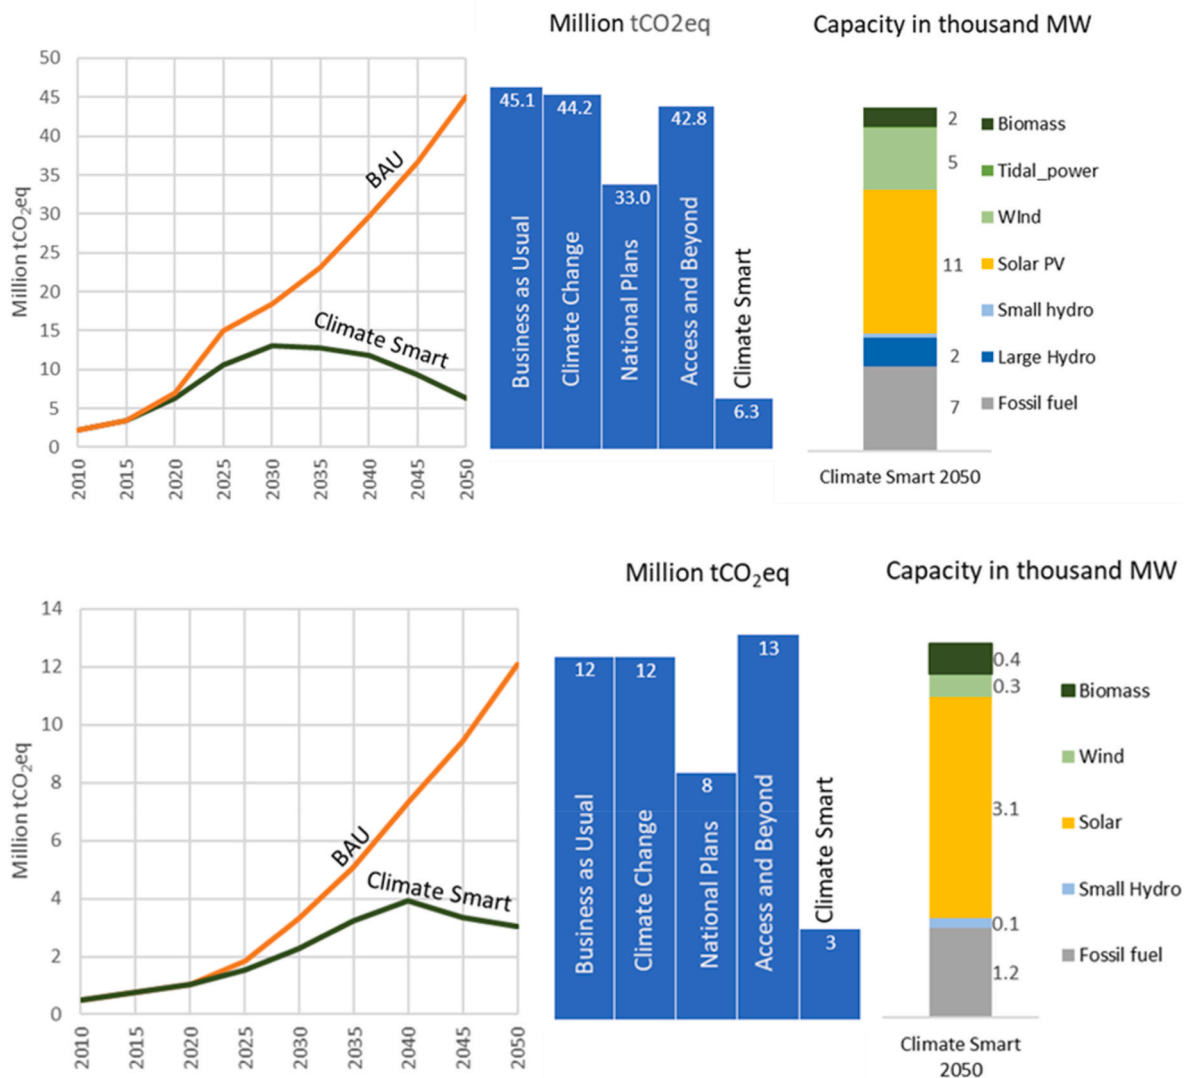 Million tCO2eq
Capacity in thousand MW
50
45
40
35
30
25
20
15
10
5
0
Million tCO₂eq
BAU
Climate Smart
2010
2015
2020
2025
2030
2035
2040
2045
2050
45.1
44.2
33.0
42.8
6.3
Business as Usual
Climate Change
National Plans
Access and Beyond
Climate Smart
2
5
11
2
7
Biomass
Tidal_power
WInd
Solar PV
Small hydro
Large Hydro
Fossil fuel
Climate Smart 2050
Million tCO₂eq
Capacity in thousand MW
14
12
10
8
6
4
2
0
Million tCO₂eq
BAU
Climate Smart
2010
2015
2020
2025
2030
2035
2040
2045
2050
12
12
8
13
3
Business as Usual
Climate Change
National Plans
Access and Beyond
Climate Smart
0.4
0.3
3.1
0.1
1.2
Biomass
Wind
Solar
Small Hydro
Fossil fuel
Climate Smart
2050